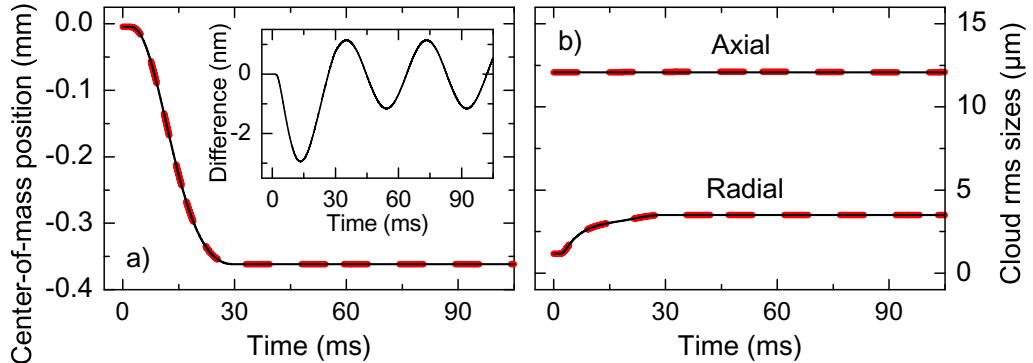 Center-of-mass position (mm)
0.0
-0.1
-0.2
-0.3
-0.4
0 30 60 90
Time (ms)
a)
Difference (nm)
0
-2
0 30 60 90
Time (ms)
b)
Axial
Radial
15
10
5
0
Cloud rms sizes (μm)
0 30 60 90
Time (ms)